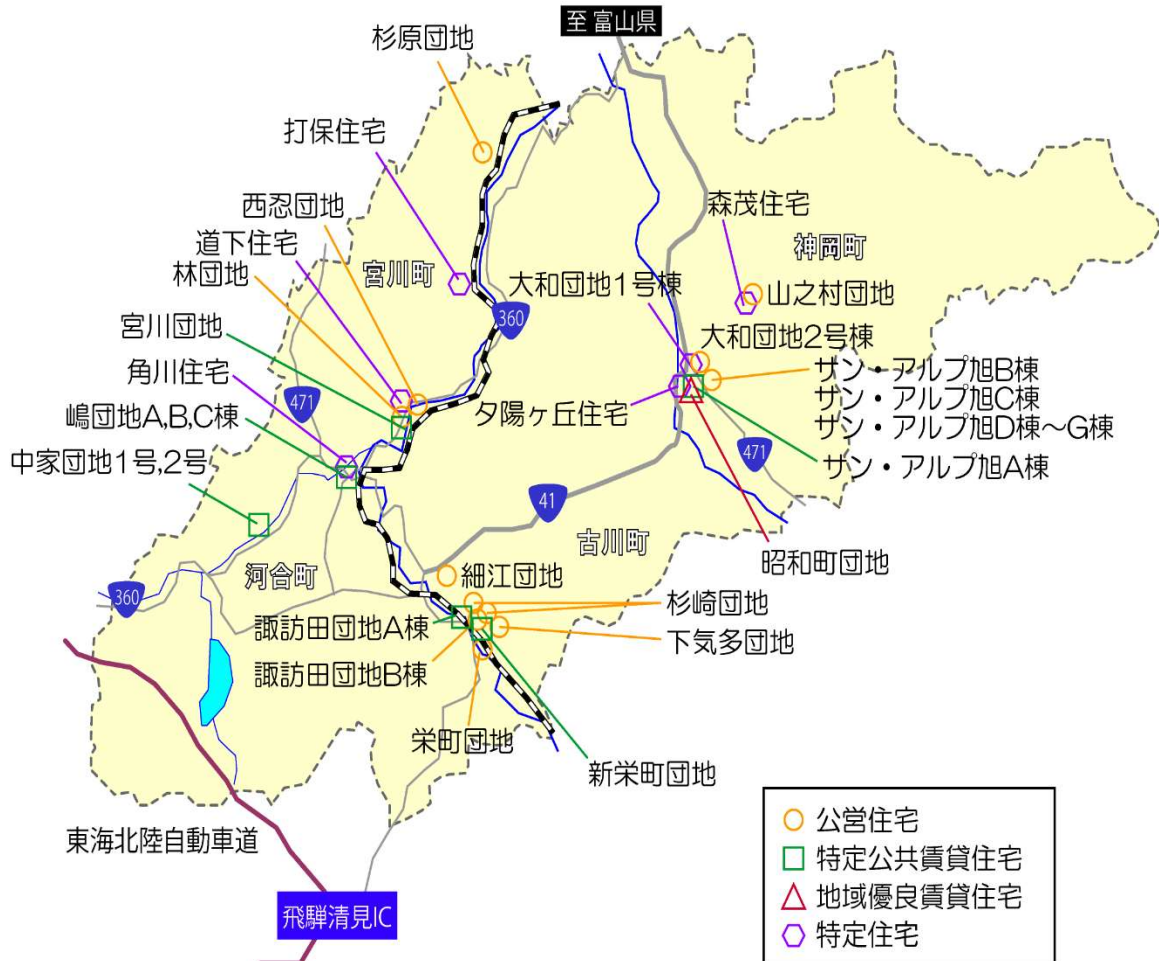 至 富山県
杉原団地
打保住宅
西忍団地
道下住宅
林団地
宮川町
宮川団地
角川住宅
嶋団地A,B,C棟
中家団地1号,2号
森茂住宅
神岡町
大和団地1号棟
山之村団地
大和団地2号棟
サン・アルプ旭B棟
サン・アルプ旭C棟
サン・アルプ旭D棟〜G棟
サン・アルプ旭A棟
夕陽ヶ丘住宅
360
471
471
41
360
古川町
昭和町団地
河合町
細江団地
杉崎団地
下気多団地
諏訪田団地A棟
諏訪田団地B棟
栄町団地
新栄町団地
東海北陸自動車道
飛騨清見IC
公営住宅
特定公共賃貸住宅
地域優良賃貸住宅
特定住宅